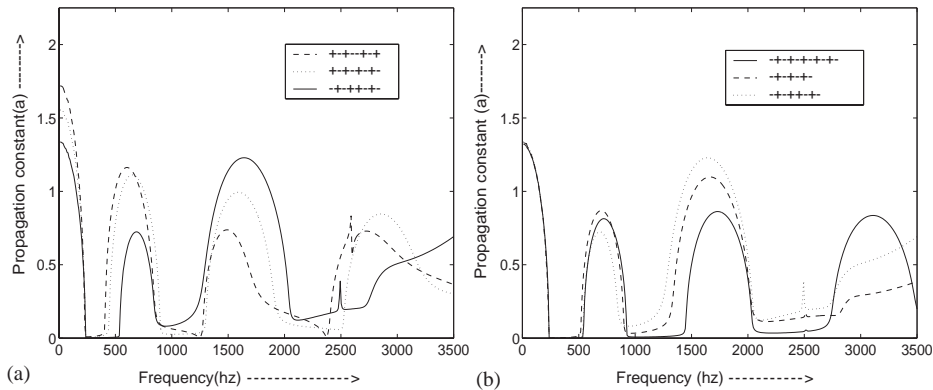 Propagation constant(a) ------->
2
1.5
1
0.5
0
0 500 1000 1500 2000 2500 3000 3500
Frequency(hz) ---------------->
(a)
Propagation constant (a)------->
2
1.5
1
0.5
0
0 500 1000 1500 2000 2500 3000 3500
Frequency (hz) ---------------->
(b)